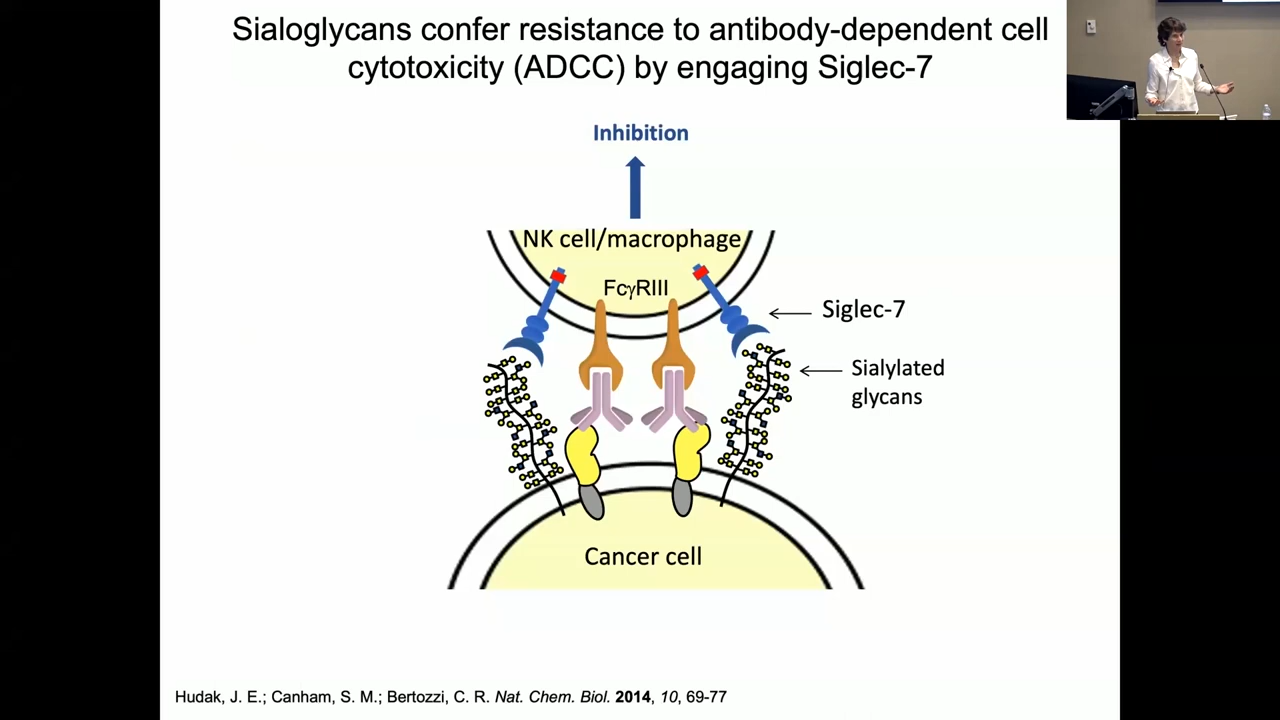 Sialoglycans confer resistance to antibody-dependent cell
cytotoxicity (ADCC) by engaging Siglec-7
Inhibition
NK cell/macrophage
FcγRIII
Siglec-7
Sialylated
glycans
Cancer cell
Hudak, J. E.; Canham, S. M.; Bertozzi, C. R. Nat. Chem. Biol. 2014, 10, 69-77